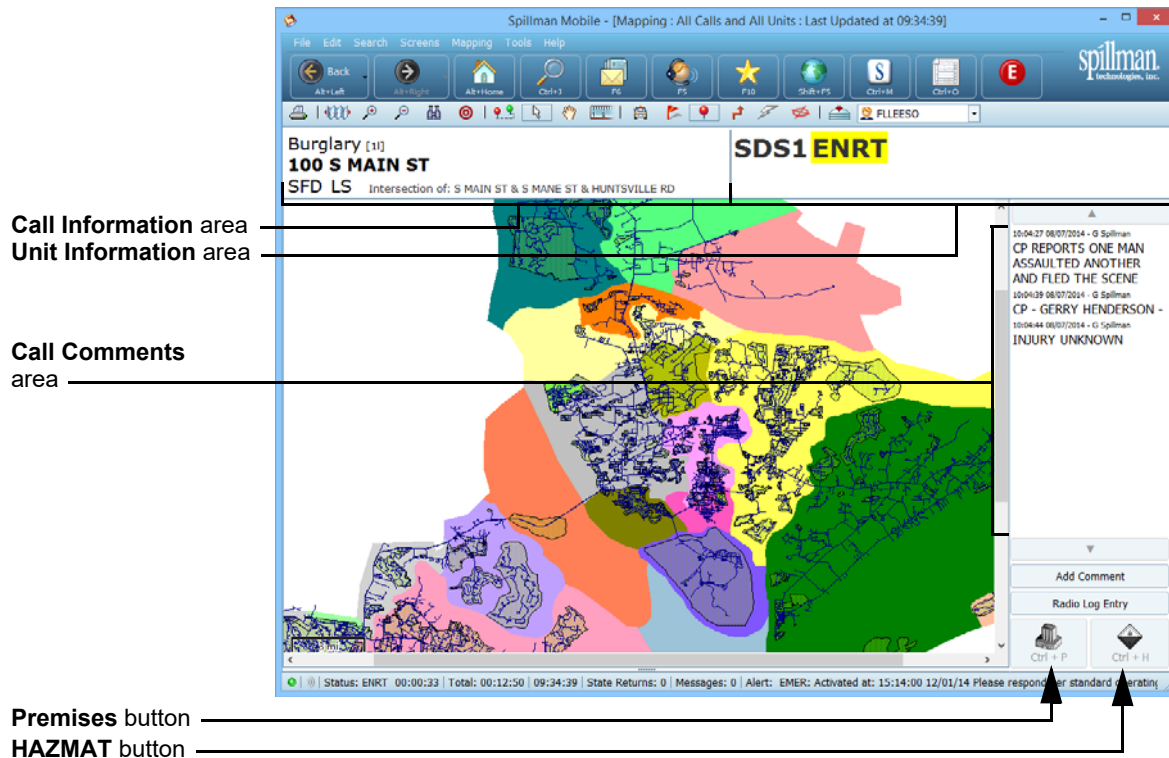 Spillman Mobile - [Mapping : All Calls and All Units : Last Updated at 09:34:39]
File Edit Search Screens Mapping Tools Help
Back
Alt+Left
Alt+Right
Alt+Home
Ctrl+J
F6
F5
F10
Shift+F5
S
Ctrl+M
Ctrl+O
E
spillman
technologies, inc.
FLLEESO
Burglary [1l]
100 S MAIN ST
SFD LS Intersection of: S MAIN ST & S MANE ST & HUNTSVILLE RD
SDS1 ENRT
Call Information area
Unit Information area
Call Comments
area
10:04:27 08/07/2014 - G Spillman
CP REPORTS ONE MAN
ASSAULTED ANOTHER
AND FLED THE SCENE
10:04:39 08/07/2014 - G Spillman
CP - GERRY HENDERSON -
10:04:44 08/07/2014 - G Spillman
INJURY UNKNOWN
Add Comment
Radio Log Entry
Ctrl + P
Ctrl + H
Status: ENRT 00:00:33 Total: 00:12:50 09:34:39 State Returns: 0 Messages: 0 Alert: EMER: Activated at: 15:14:00 12/01/14 Please respond per standard operating
Premises button
HAZMAT button